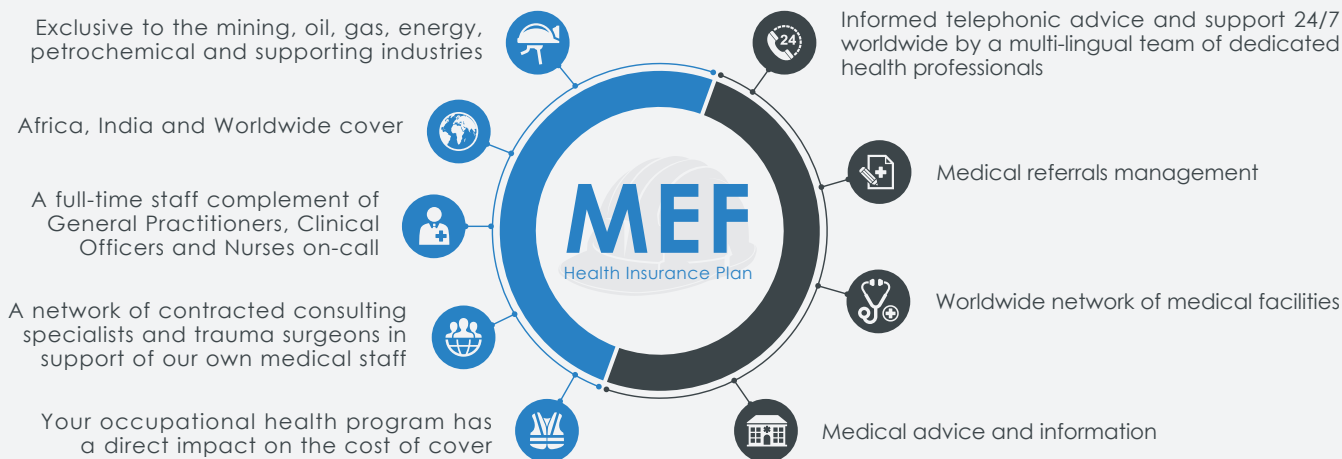 Exclusive to the mining, oil, gas, energy,
petrochemical and supporting industries
Africa, India and Worldwide cover
A full-time staff complement of
General Practitioners, Clinical
Officers and Nurses on-call
A network of contracted consulting
specialists and trauma surgeons in
support of our own medical staff
Your occupational health program has
a direct impact on the cost of cover
MEF
Health Insurance Plan
24
Informed telephonic advice and support 24/7
worldwide by a multi-lingual team of dedicated
health professionals
Medical referrals management
Worldwide network of medical facilities
Medical advice and information